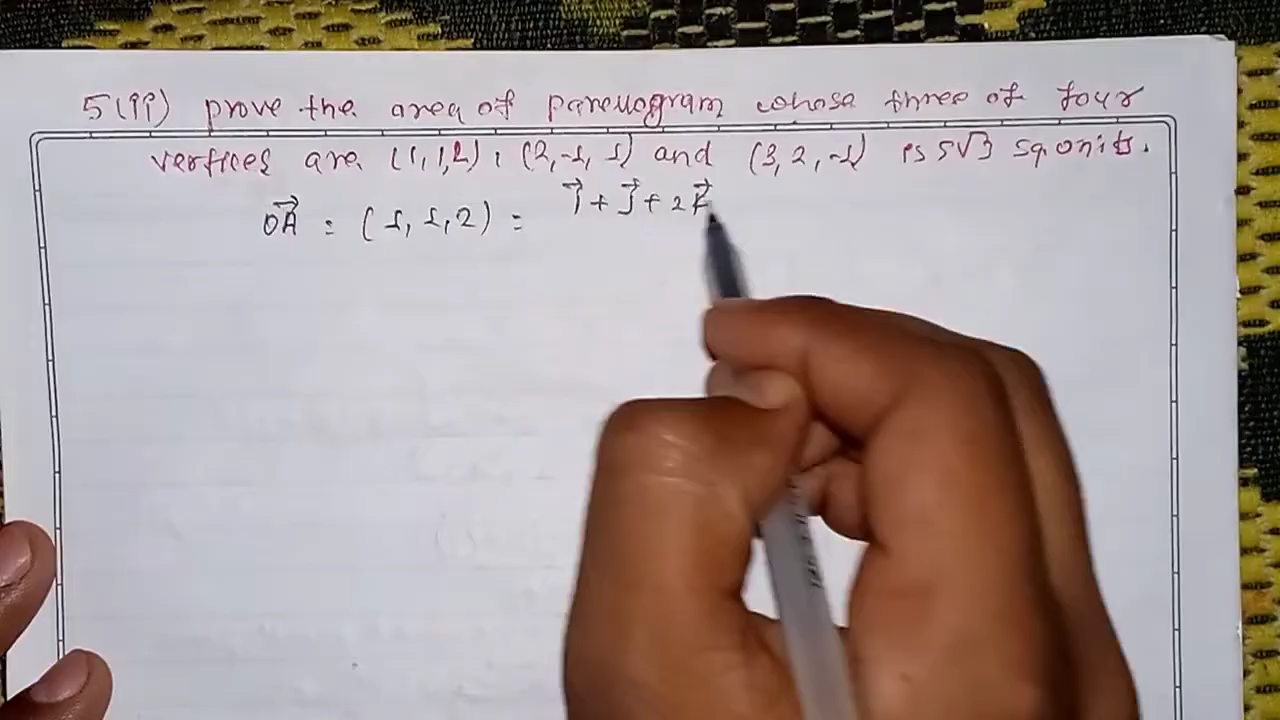 5(ii) prove the area of parellogram whose three of four
vertices are (1,1,2), (2,-1,1) and (3,2,-1) is 5√3 sq units.
OA⃗ = (1,1,2) = i⃗ + j⃗ + 2k⃗